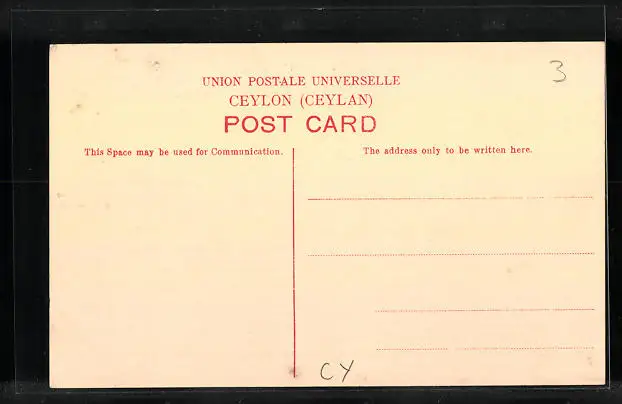 3
UNION POSTALE UNIVERSELLE
CEYLON (CEYLAN)
POST CARD
This Space may be used for Communication.
The address only to be written here.
CY